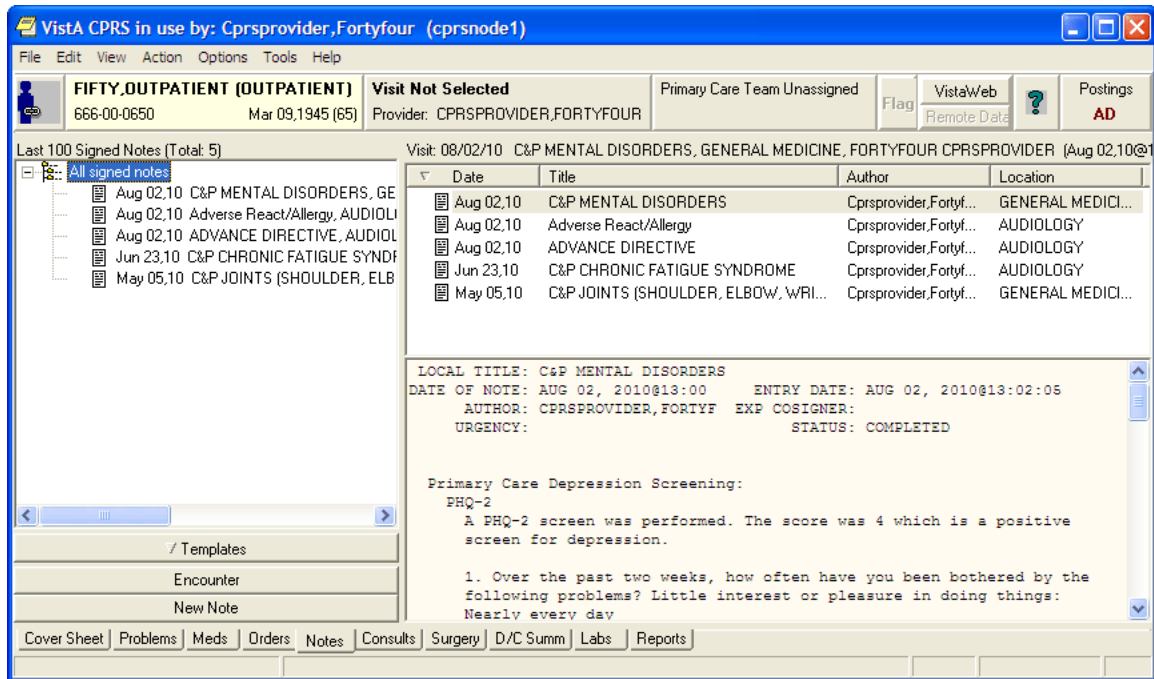 VistA CPRS in use by: Cprsprovider,Fortyfour (cprsnode1)
File Edit View Action Options Tools Help
FIFTY,OUTPATIENT (OUTPATIENT)
666-00-0650 Mar 09,1945 (65)
Visit Not Selected
Provider: CPRSPROVIDER,FORTYFOUR
Primary Care Team Unassigned
Flag
VistaWeb
Remote Data
?
Postings
AD
Last 100 Signed Notes (Total: 5)
All signed notes
Aug 02,10 C&P MENTAL DISORDERS, GE
Aug 02,10 Adverse React/Allergy, AUDIOL
Aug 02,10 ADVANCE DIRECTIVE, AUDIOL
Jun 23,10 C&P CHRONIC FATIGUE SYND
May 05,10 C&P JOINTS (SHOULDER, ELB
Templates
Encounter
New Note
Visit: 08/02/10 C&P MENTAL DISORDERS, GENERAL MEDICINE, FORTYFOUR CPRSPROVIDER (Aug 02,10@1
Date Title Author Location
Aug 02,10 C&P MENTAL DISORDERS Cprsprovider,Fortyf... GENERAL MEDICI...
Aug 02,10 Adverse React/Allergy Cprsprovider,Fortyf... AUDIOLOGY
Aug 02,10 ADVANCE DIRECTIVE Cprsprovider,Fortyf... AUDIOLOGY
Jun 23,10 C&P CHRONIC FATIGUE SYNDROME Cprsprovider,Fortyf... AUDIOLOGY
May 05,10 C&P JOINTS (SHOULDER, ELBOW, WRI... Cprsprovider,Fortyf... GENERAL MEDICI...
LOCAL TITLE: C&P MENTAL DISORDERS
DATE OF NOTE: AUG 02, 2010@13:00 ENTRY DATE: AUG 02, 2010@13:02:05
AUTHOR: CPRSPROVIDER,FORTYF EXP COSIGNER:
URGENCY: STATUS: COMPLETED
Primary Care Depression Screening:
PHQ-2
A PHQ-2 screen was performed. The score was 4 which is a positive
screen for depression.
1. Over the past two weeks, how often have you been bothered by the
following problems? Little interest or pleasure in doing things:
Nearly every day
Cover Sheet Problems Meds Orders Notes Consults Surgery D/C Summ Labs Reports